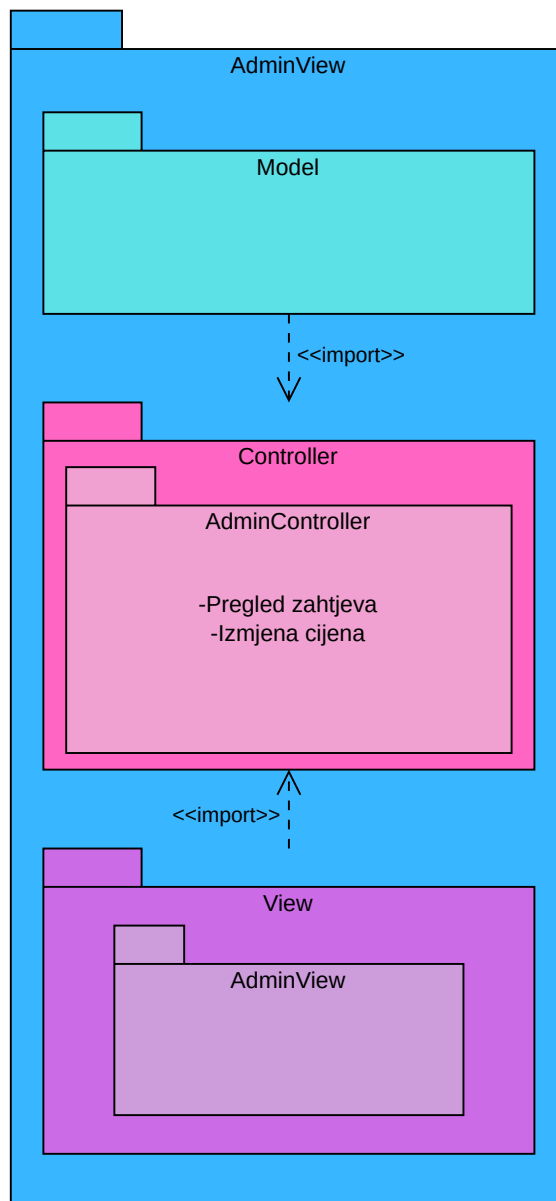 AdminView
Model
<<import>>
Controller
AdminController
-Pregled zahtjeva
-Izmjena cijena
<<import>>
View
AdminView